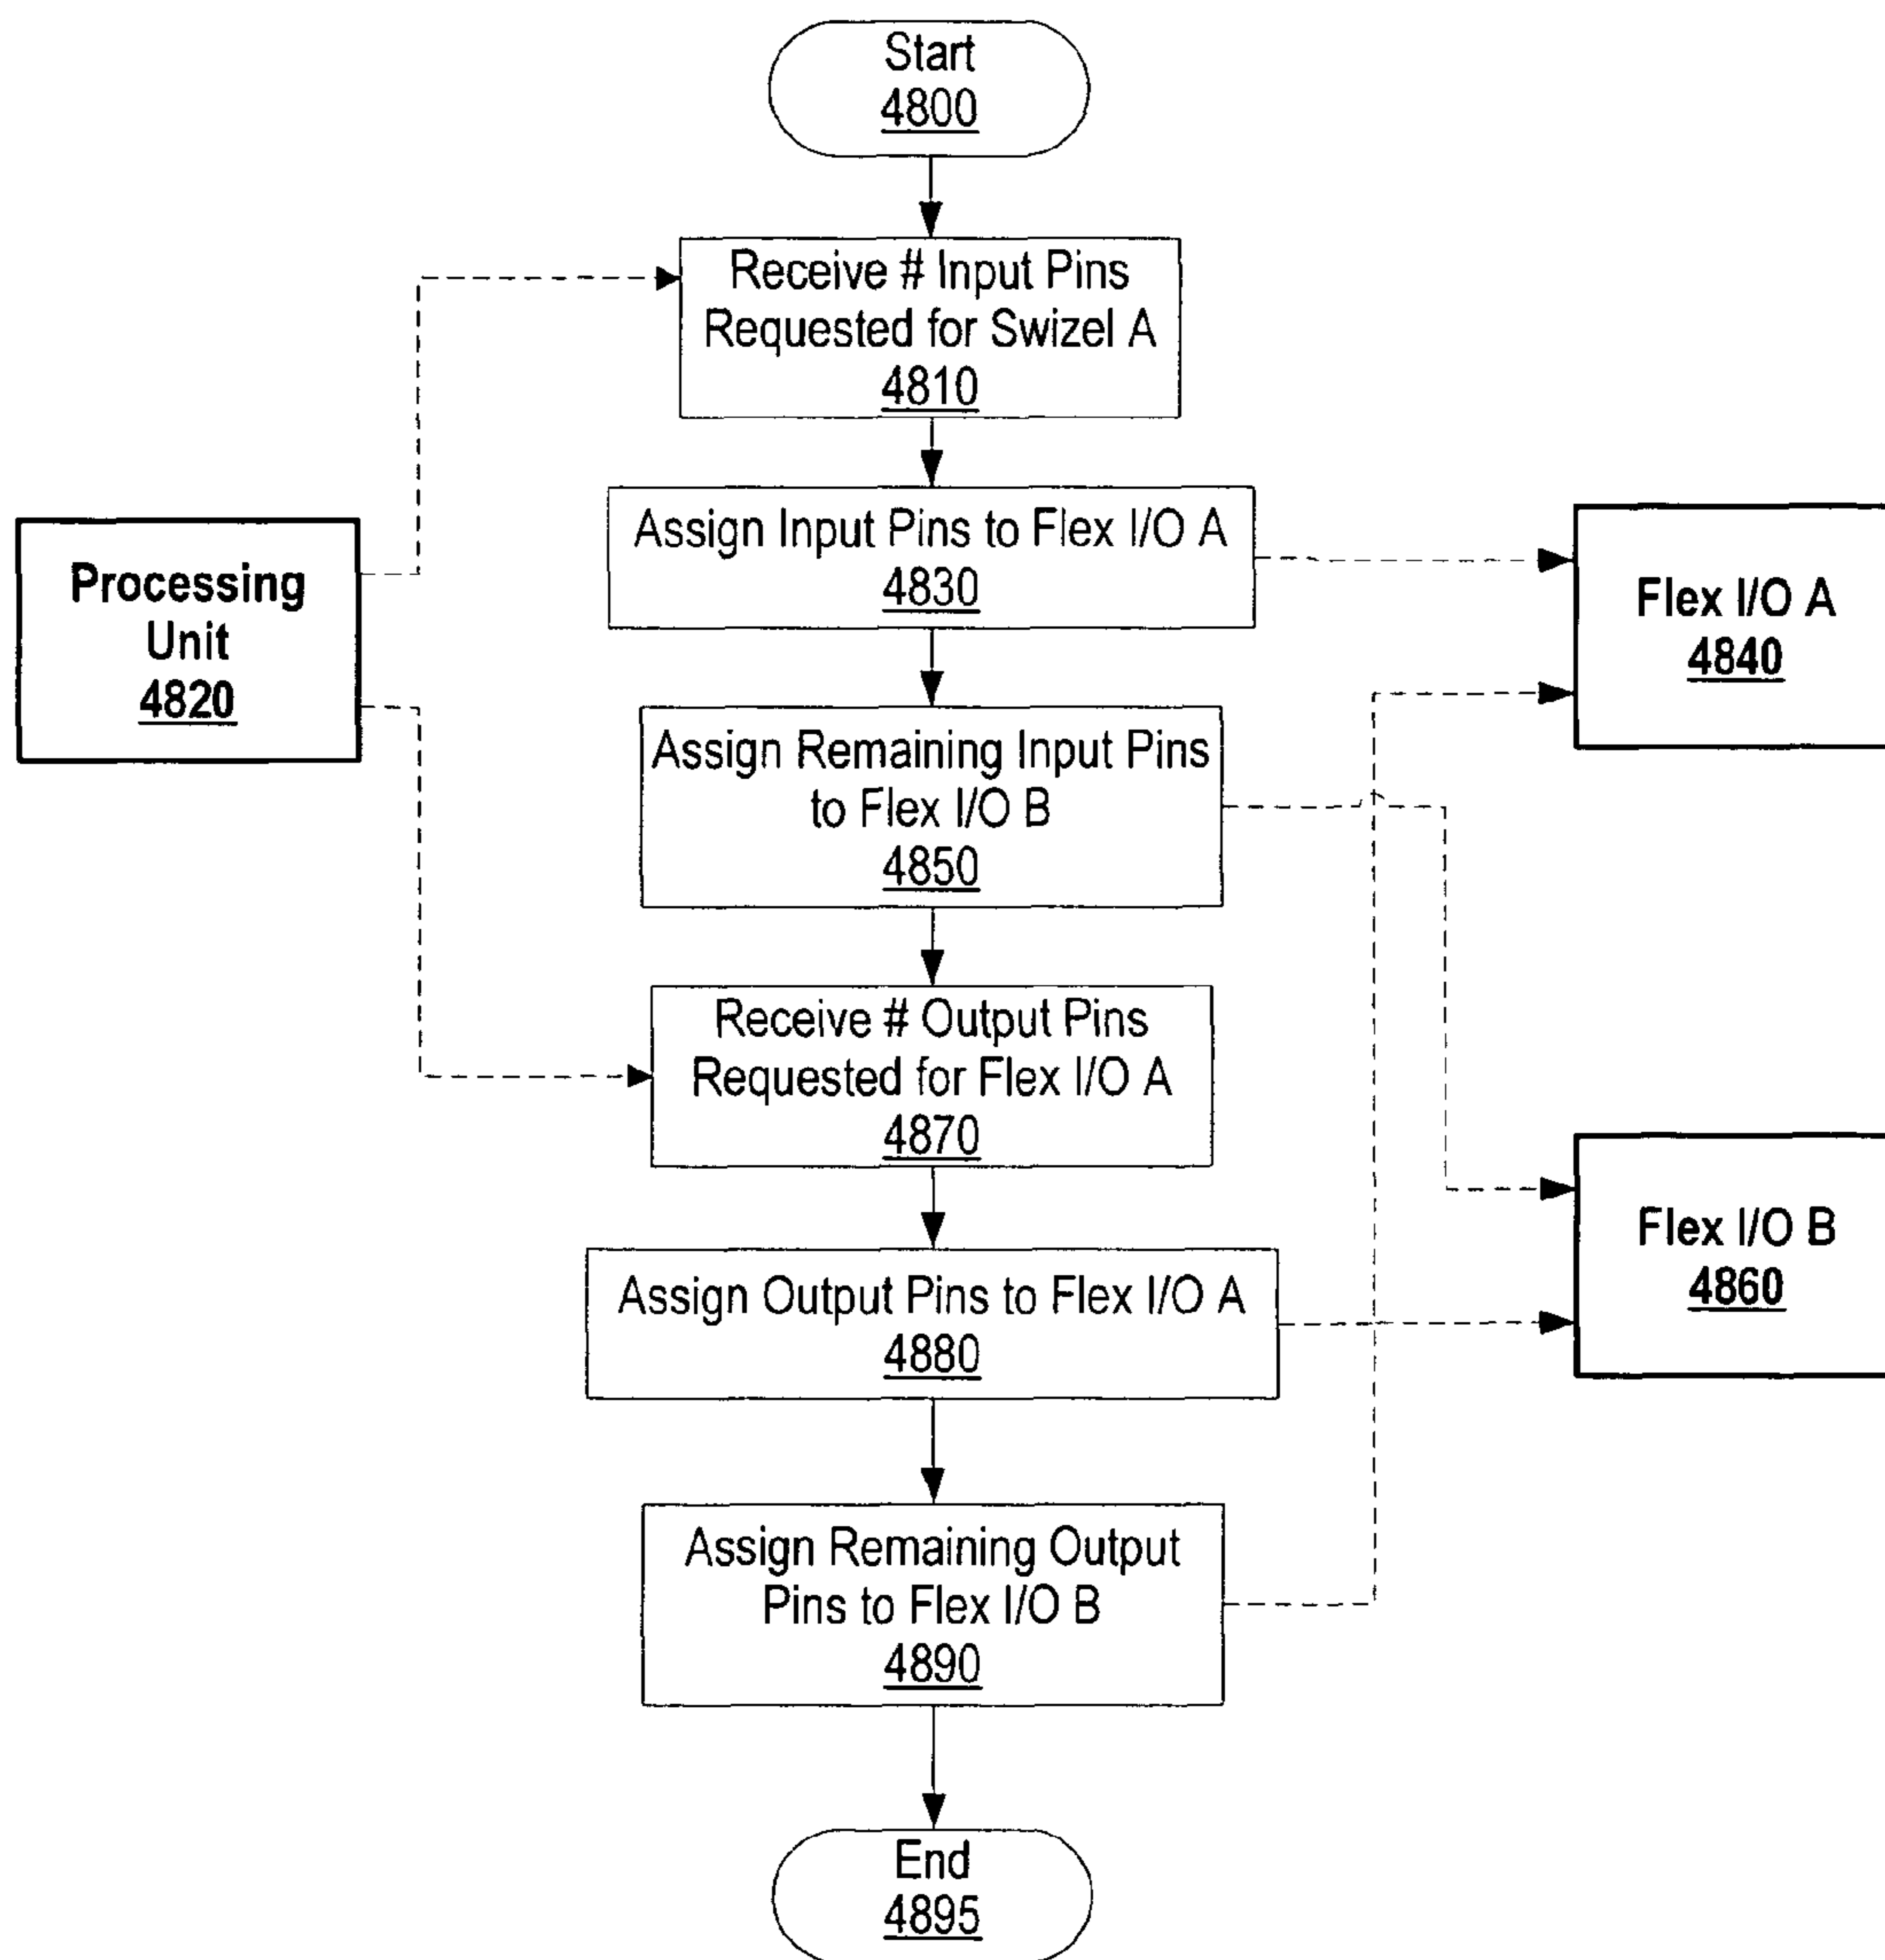 Start
4800
Receive # Input Pins
Requested for Swizel A
4810
Assign Input Pins to Flex I/O A
4830
Processing
Unit
4820
Flex I/O A
4840
Assign Remaining Input Pins
to Flex I/O B
4850
Receive # Output Pins
Requested for Flex I/O A
4870
Flex I/O B
4860
Assign Output Pins to Flex I/O A
4880
Assign Remaining Output
Pins to Flex I/O B
4890
End
4895